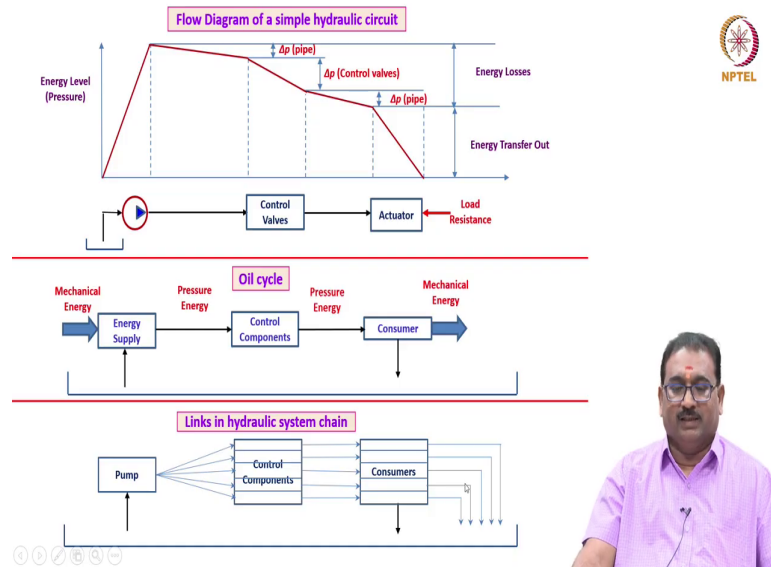 Flow Diagram of a simple hydraulic circuit
Energy Level
(Pressure)
Δp (pipe)
Δp (Control valves)
Δp (pipe)
Energy Losses
Energy Transfer Out
Control
Valves
Actuator
Load
Resistance
NPTEL
Oil cycle
Mechanical
Energy
Pressure
Energy
Pressure
Energy
Mechanical
Energy
Energy
Supply
Control
Components
Consumer
Links in hydraulic system chain
Pump
Control
Components
Consumers